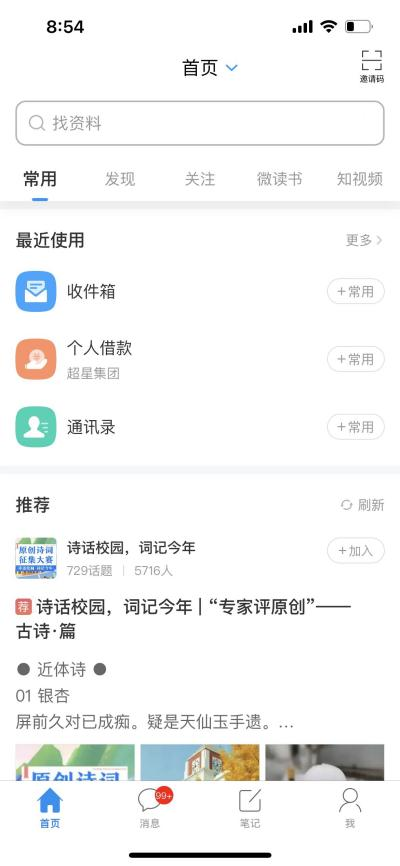 8:54
首页
邀请码
找资料
常用 发现 关注 微读书 知视频
最近使用 更多
收件箱 +常用
个人借款 +常用
超星集团
通讯录 +常用
推荐 刷新
原创诗词
征集大赛
诗话校园，词记今年 +加入
729话题 | 5716人
荐 诗话校园，词记今年 | “专家评原创”——
古诗·篇
● 近体诗 ●
01 银杏
屏前久对已成痴。疑是天仙玉手遗。…
原创诗词
99+
首页 消息 笔记 我